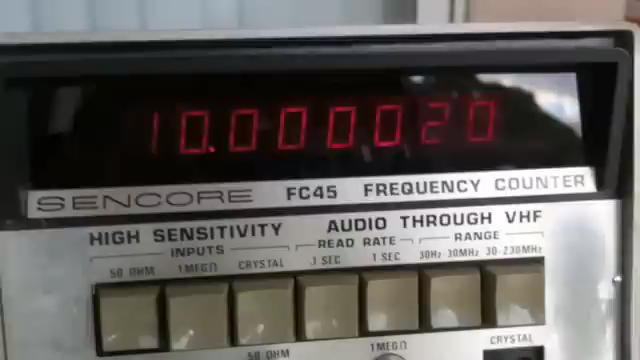 10.000020
SENCORE FC45 FREQUENCY COUNTER
HIGH SENSITIVITY AUDIO THROUGH VHF
INPUTS READ RATE RANGE
50 OHM 1MEGΩ CRYSTAL .1 SEC 1 SEC 30Hz-30MHz 30-230MHz
50 OHM 1MEGΩ CRYSTAL